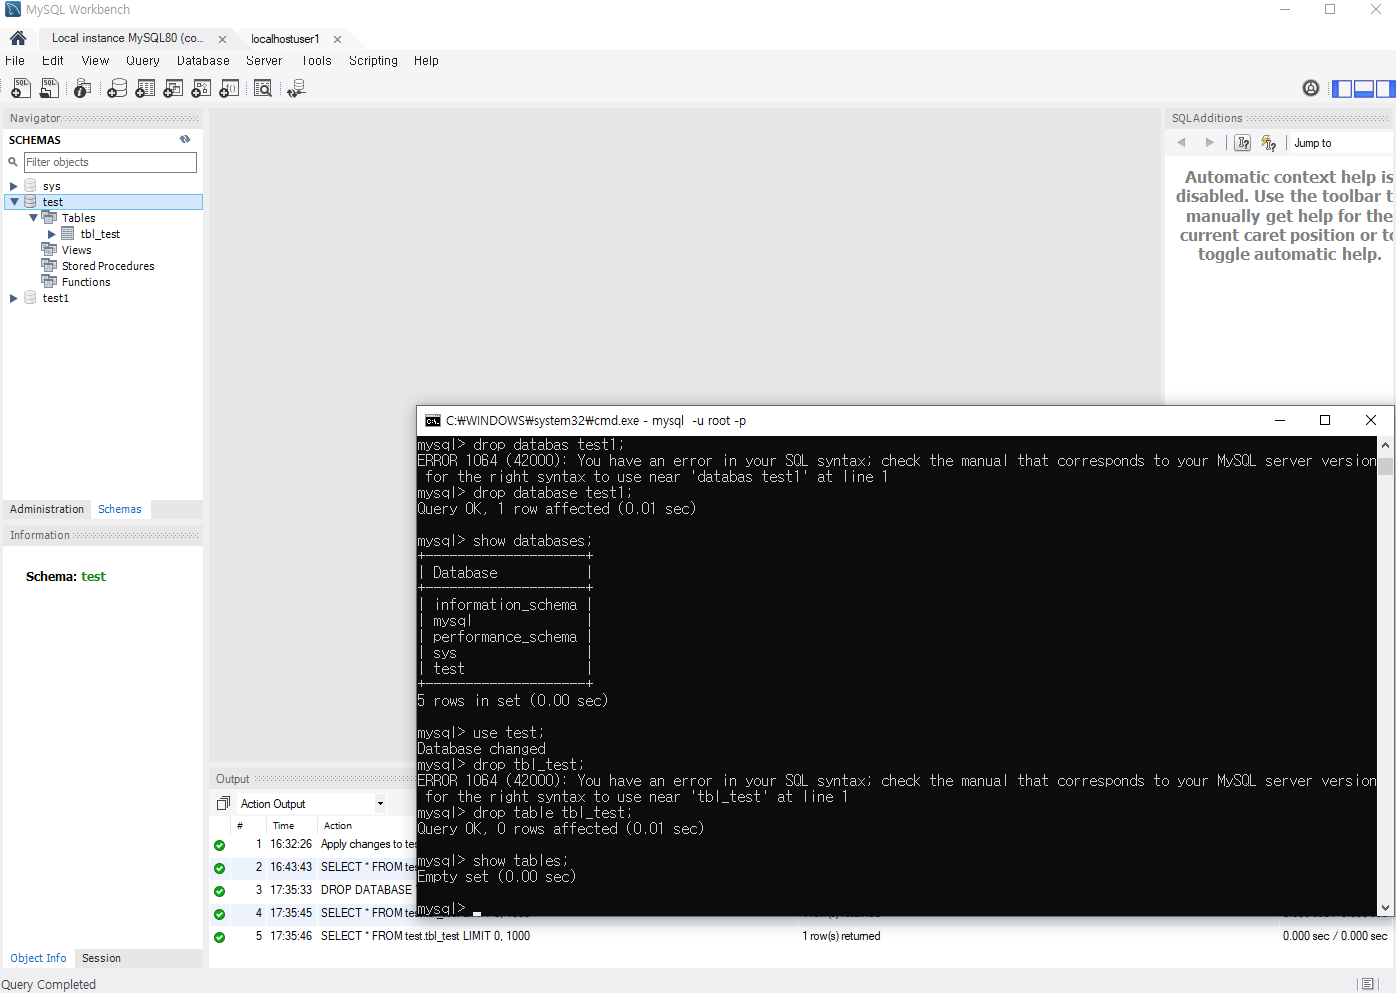 MySQL Workbench
Local instance MySQL80 (co...
localhostuser1
File Edit View Query Database Server Tools Scripting Help
Navigator
SCHEMAS
Filter objects
sys
test
Tables
tbl_test
Views
Stored Procedures
Functions
test1
Administration Schemas
Information
Schema: test
Object Info Session
Query Completed
SQLAdditions
Jump to
Automatic context help is
disabled. Use the toolbar t
manually get help for the
current caret position or to
toggle automatic help.
C:₩WINDOWS₩system32₩cmd.exe - mysql  -u root -p
mysql> drop databas test1;
ERROR 1064 (42000): You have an error in your SQL syntax; check the manual that corresponds to your MySQL server version
for the right syntax to use near 'databas test1' at line 1
mysql> drop database test1;
Query OK, 1 row affected (0.01 sec)
mysql> show databases;
+--------------------+
| Database           |
+--------------------+
| information_schema |
| mysql              |
| performance_schema |
| sys                |
| test               |
+--------------------+
5 rows in set (0.00 sec)
mysql> use test;
Database changed
mysql> drop tbl_test;
ERROR 1064 (42000): You have an error in your SQL syntax; check the manual that corresponds to your MySQL server version
for the right syntax to use near 'tbl_test' at line 1
mysql> drop table tbl_test;
Query OK, 0 rows affected (0.01 sec)
mysql> show tables;
Empty set (0.00 sec)
mysql>
Output
Action Output
# Time Action
1 16:32:26 Apply changes to tes
2 16:43:43 SELECT * FROM tes
3 17:35:33 DROP DATABASE
4 17:35:45 SELECT * FROM tes
5 17:35:46 SELECT * FROM test.tbl_test LIMIT 0, 1000 1 row(s) returned 0.000 sec / 0.000 sec